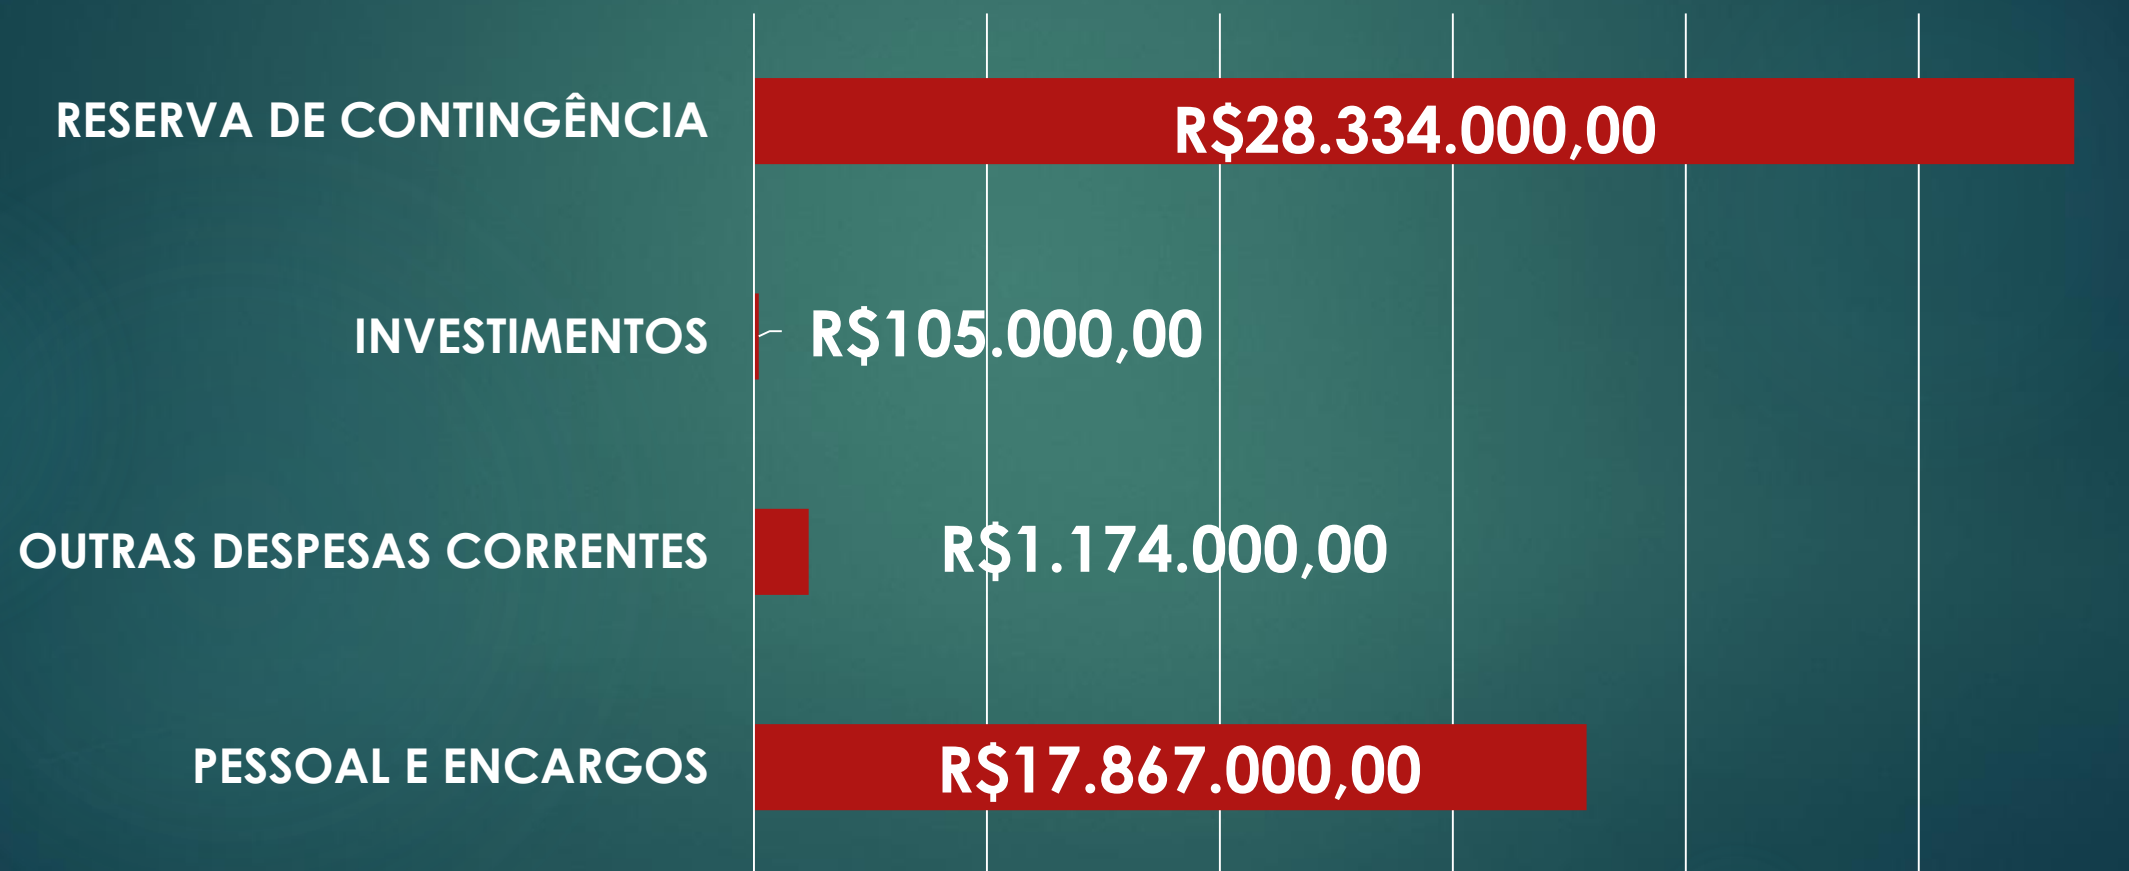 RESERVA DE CONTINGÊNCIA
R$28.334.000,00
INVESTIMENTOS
R$105.000,00
OUTRAS DESPESAS CORRENTES
R$1.174.000,00
PESSOAL E ENCARGOS
R$17.867.000,00